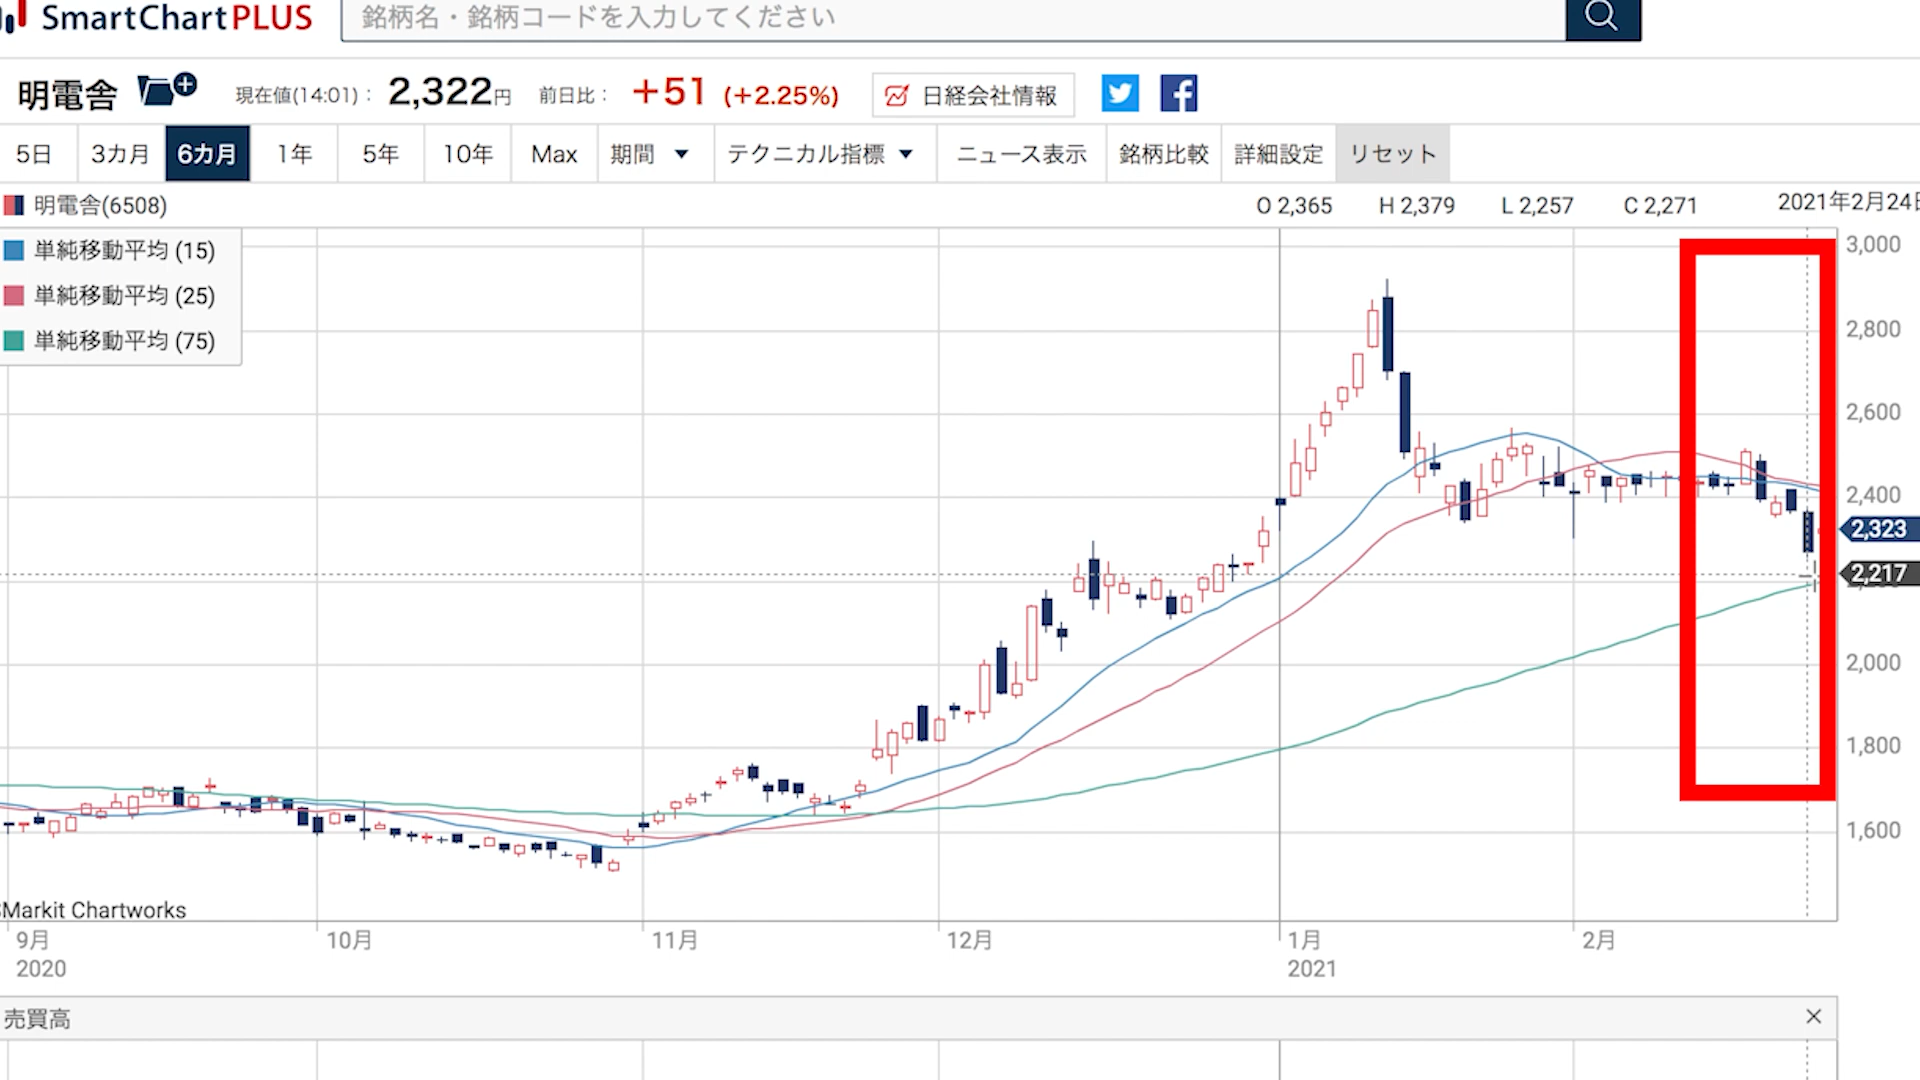 SmartChart PLUS
銘柄名・銘柄コードを入力してください
明電舎 現在値(14:01): 2,322円 前日比: +51 (+2.25%) 日経会社情報
5日 3カ月 6カ月 1年 5年 10年 Max 期間 テクニカル指標 ニュース表示 銘柄比較 詳細設定 リセット
明電舎(6508) O 2,365 H 2,379 L 2,257 C 2,271 2021年2月24日
単純移動平均 (15)
単純移動平均 (25)
単純移動平均 (75)
3,000
2,800
2,600
2,400
2,323
2,217
2,000
1,800
1,600
Markit Chartworks
9月 10月 11月 12月 1月 2月
2020 2021
売買高